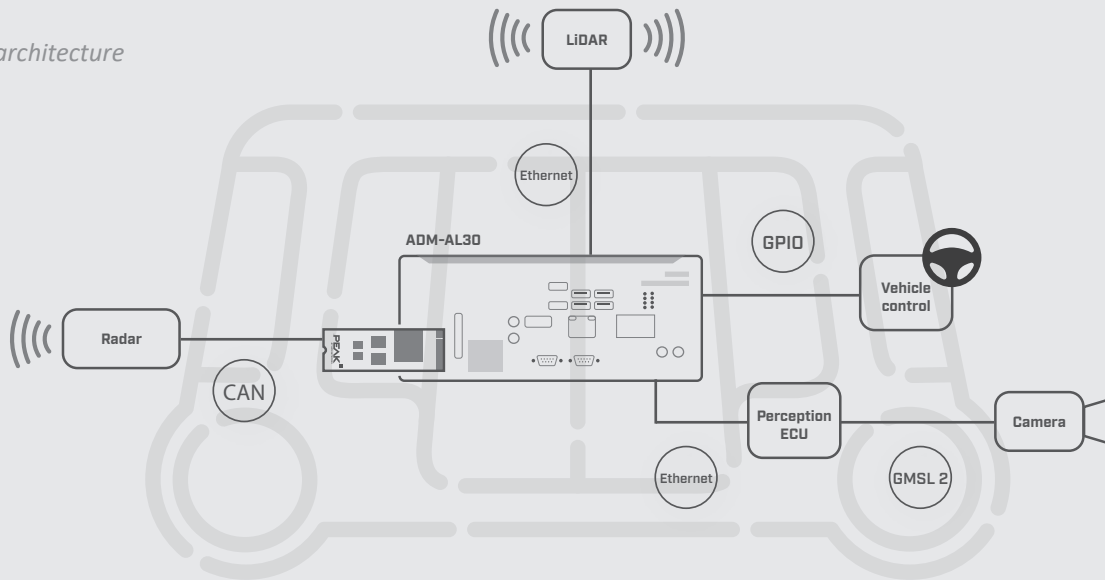 architecture
LiDAR
Ethernet
ADM-AL30
GPIO
Vehicle
control
Radar
PEAK
CAN
Perception
ECU
Camera
Ethernet
GMSL 2